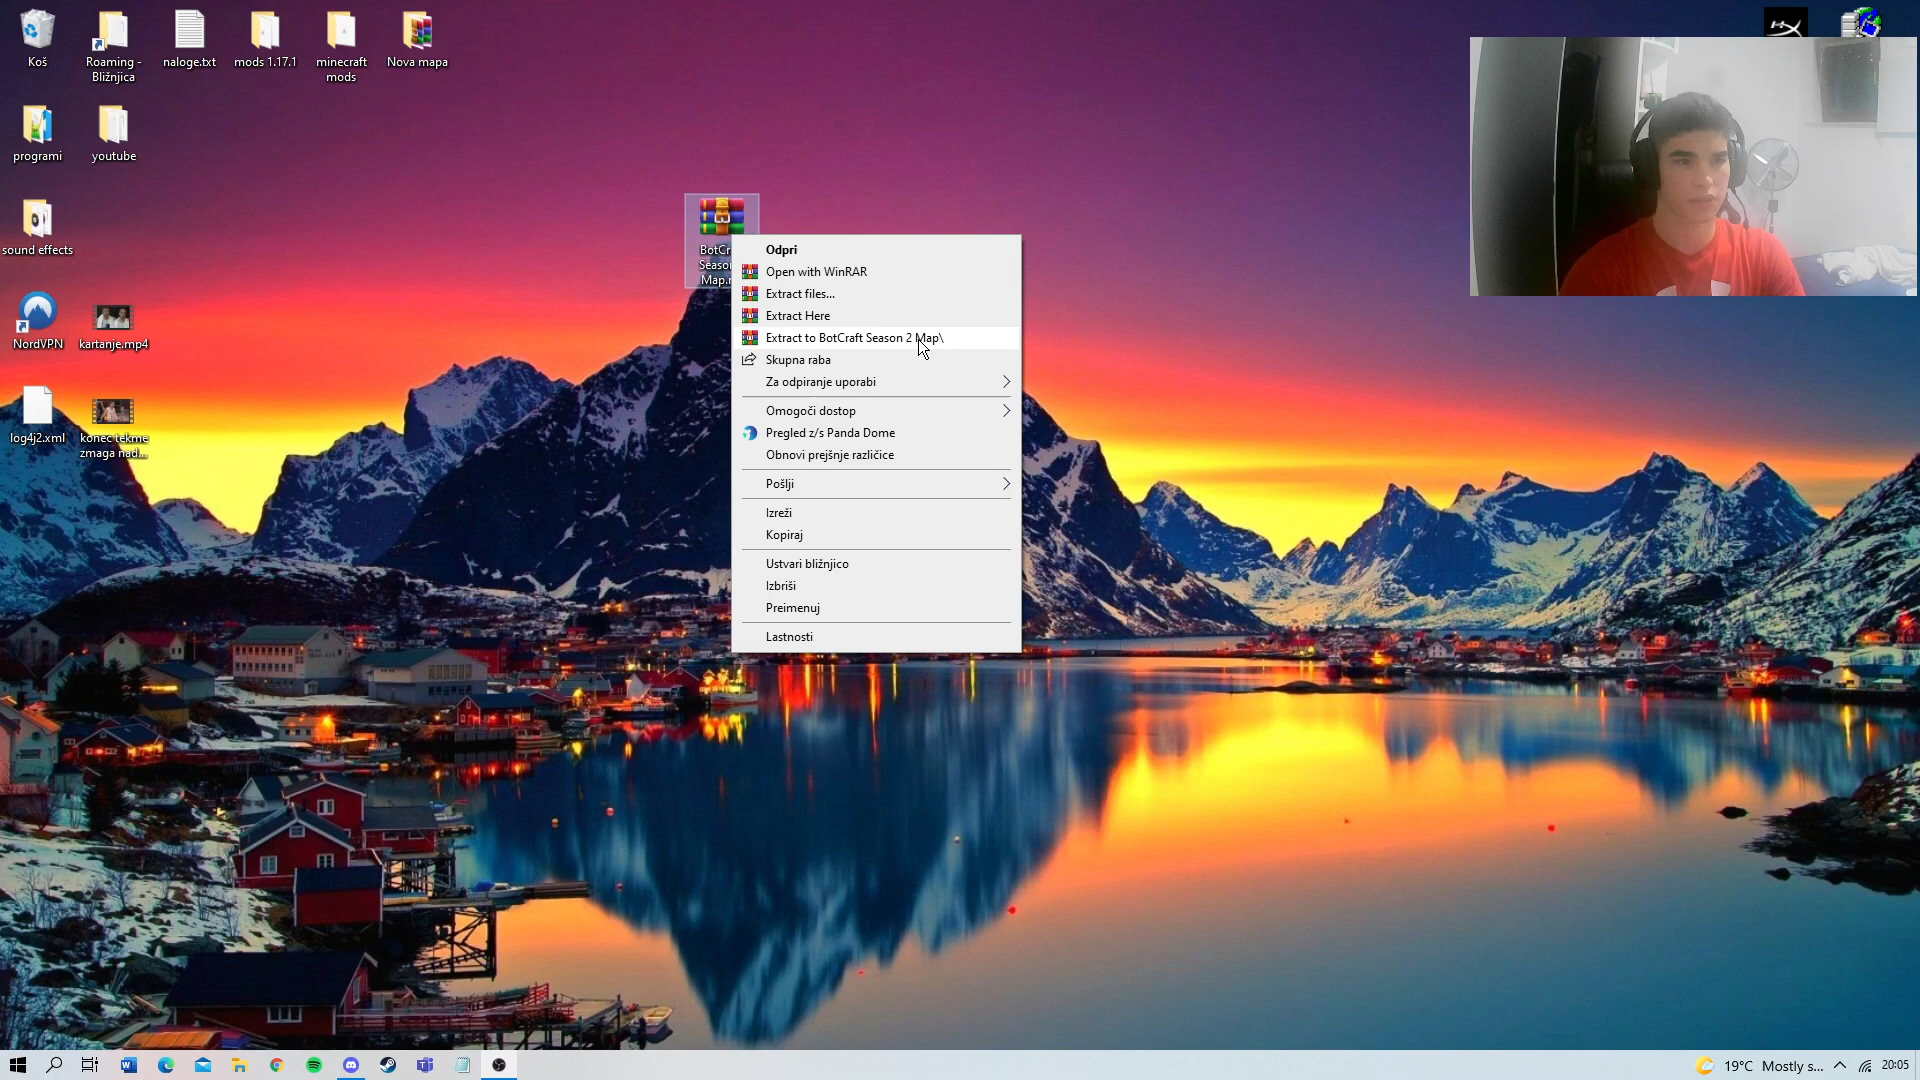 Koš
Roaming -
Bližnjica
naloge.txt
mods 1.17.1
minecraft
mods
Nova mapa
programi
youtube
sound effects
NordVPN
kartanje.mp4
log4j2.xml
konec tekme
zmaga nad...
Odpri
Open with WinRAR
Extract files...
Extract Here
Extract to BotCraft Season 2 Map\
Skupna raba
Za odpiranje uporabi
Omogoči dostop
Pregled z/s Panda Dome
Obnovi prejšnje različice
Pošlji
Izreži
Kopiraj
Ustvari bližnjico
Izbriši
Preimenuj
Lastnosti
19°C Mostly s...
20:05